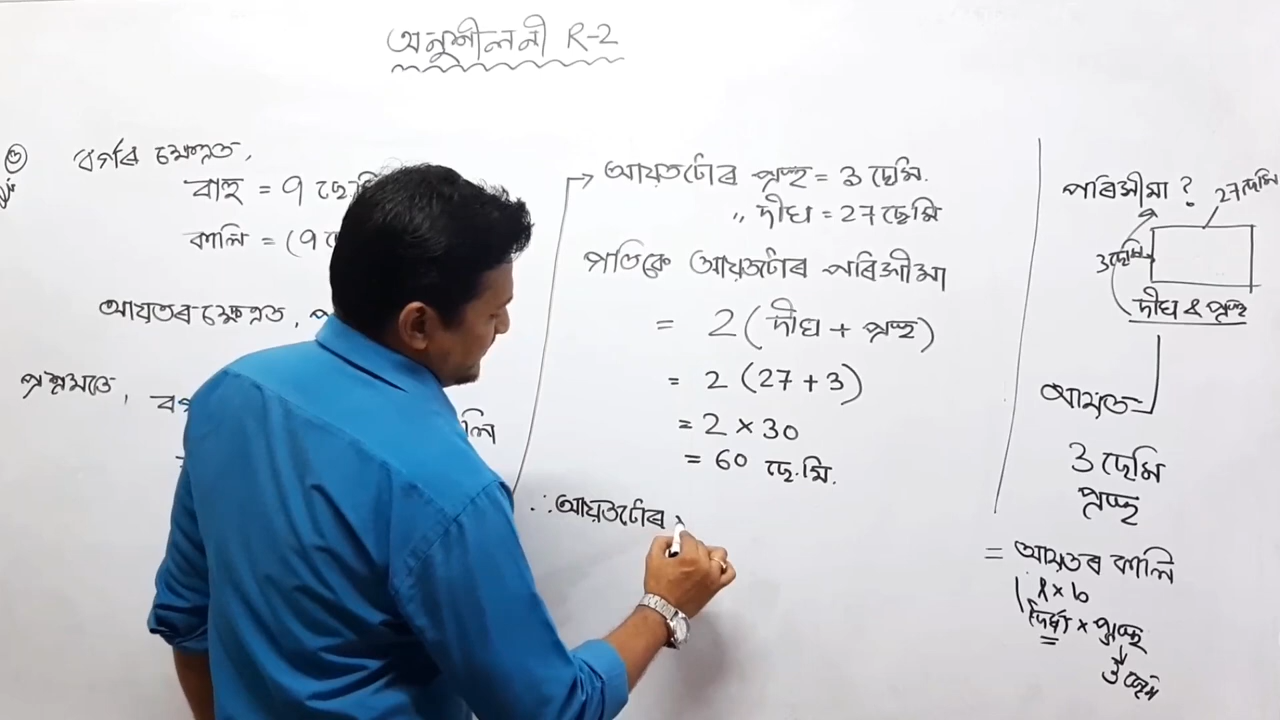 অনুশীলনী R-2
৩
বৰ্গৰ ক্ষেত্ৰত,
বাহু = 9 ছে
কালি = (9
আয়তৰ ক্ষেত্ৰত,
প্ৰশ্নমতে,
লি
আয়তটোৰ প্ৰস্থ = 3 ছেমি.
,, দীঘ = 27 ছেমি
গতিকে আয়তটোৰ পৰিসীমা
= 2 (দীঘ + প্ৰস্থ)
= 2 (27 + 3)
= 2 × 30
= 60 ছে.মি.
∴ আয়তটোৰ
পৰিসীমা ?
27 ছেমি
3 ছেমি
দীঘ & প্ৰস্থ
আয়ত
3 ছেমি
প্ৰস্থ
= আয়তৰ কালি
l × b
দৈৰ্ঘ্য × প্ৰস্থ
3 ছেমি